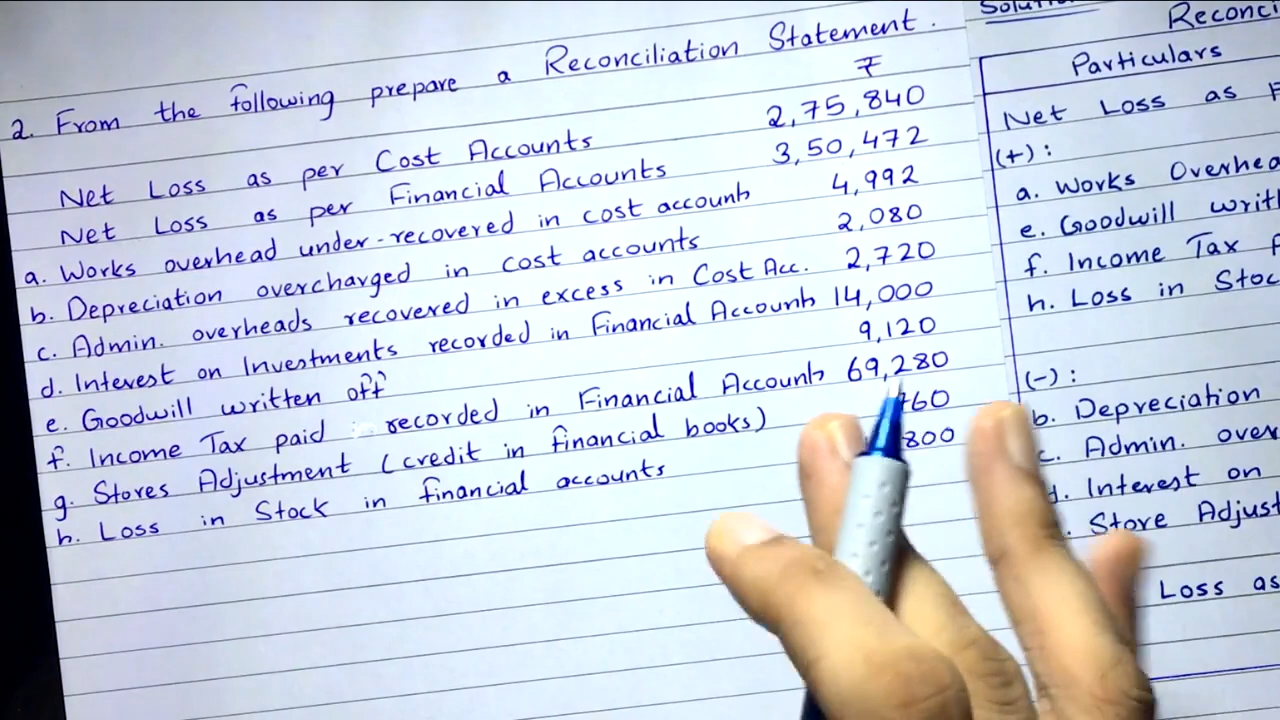 2. From the following prepare a Reconciliation Statement.
₹
Net Loss as per Cost Accounts 2,75,840
Net Loss as per Financial Accounts 3,50,472
a. Works overhead under-recovered in cost accounts 4,992
b. Depreciation overcharged in cost accounts 2,080
c. Admin. overheads recovered in excess in Cost Acc. 2,720
d. Interest on Investments recorded in Financial Accounts 14,000
e. Goodwill written off 9,120
f. Income Tax paid recorded in Financial Accounts 69,280
g. Stores Adjustment (credit in financial books) 760
h. Loss in Stock in financial accounts 800
Reconci
Particulars
Net Loss as
(+):
a. Works Overhea
e. Goodwill writt
f. Income Tax
h. Loss in Stoc
(-):
b. Depreciation
c. Admin. over
Interest on
Store Adjust
Loss as